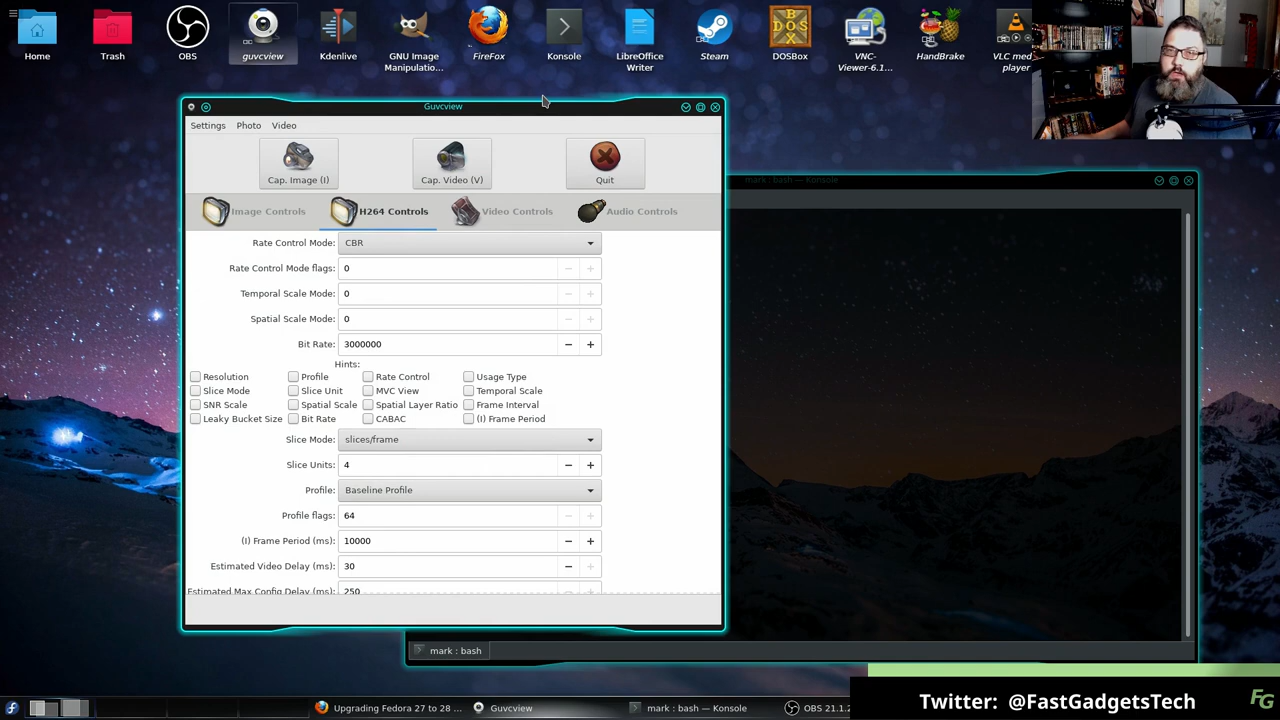 Home
Trash
OBS
guvcview
Kdenlive
GNU Image
Manipulatio...
FireFox
Konsole
LibreOffice
Writer
Steam
DOSBox
VNC-
Viewer-6.1...
HandBrake
VLC med
player
Guvcview
Settings Photo Video
Cap. Image (I) Cap. Video (V) Quit
mark : bash — Konsole
Image Controls H264 Controls Video Controls Audio Controls
Rate Control Mode: CBR
Rate Control Mode flags: 0
Temporal Scale Mode: 0
Spatial Scale Mode: 0
Bit Rate: 3000000
Hints:
Resolution Profile Rate Control Usage Type
Slice Mode Slice Unit MVC View Temporal Scale
SNR Scale Spatial Scale Spatial Layer Ratio Frame Interval
Leaky Bucket Size Bit Rate CABAC (I) Frame Period
Slice Mode: slices/frame
Slice Units: 4
Profile: Baseline Profile
Profile flags: 64
(I) Frame Period (ms): 10000
Estimated Video Delay (ms): 30
Estimated Max Config Delay (ms): 250
mark : bash
Upgrading Fedora 27 to 28 ... Guvcview mark : bash — Konsole OBS 21.1.2
Twitter: @FastGadgetsTech FG